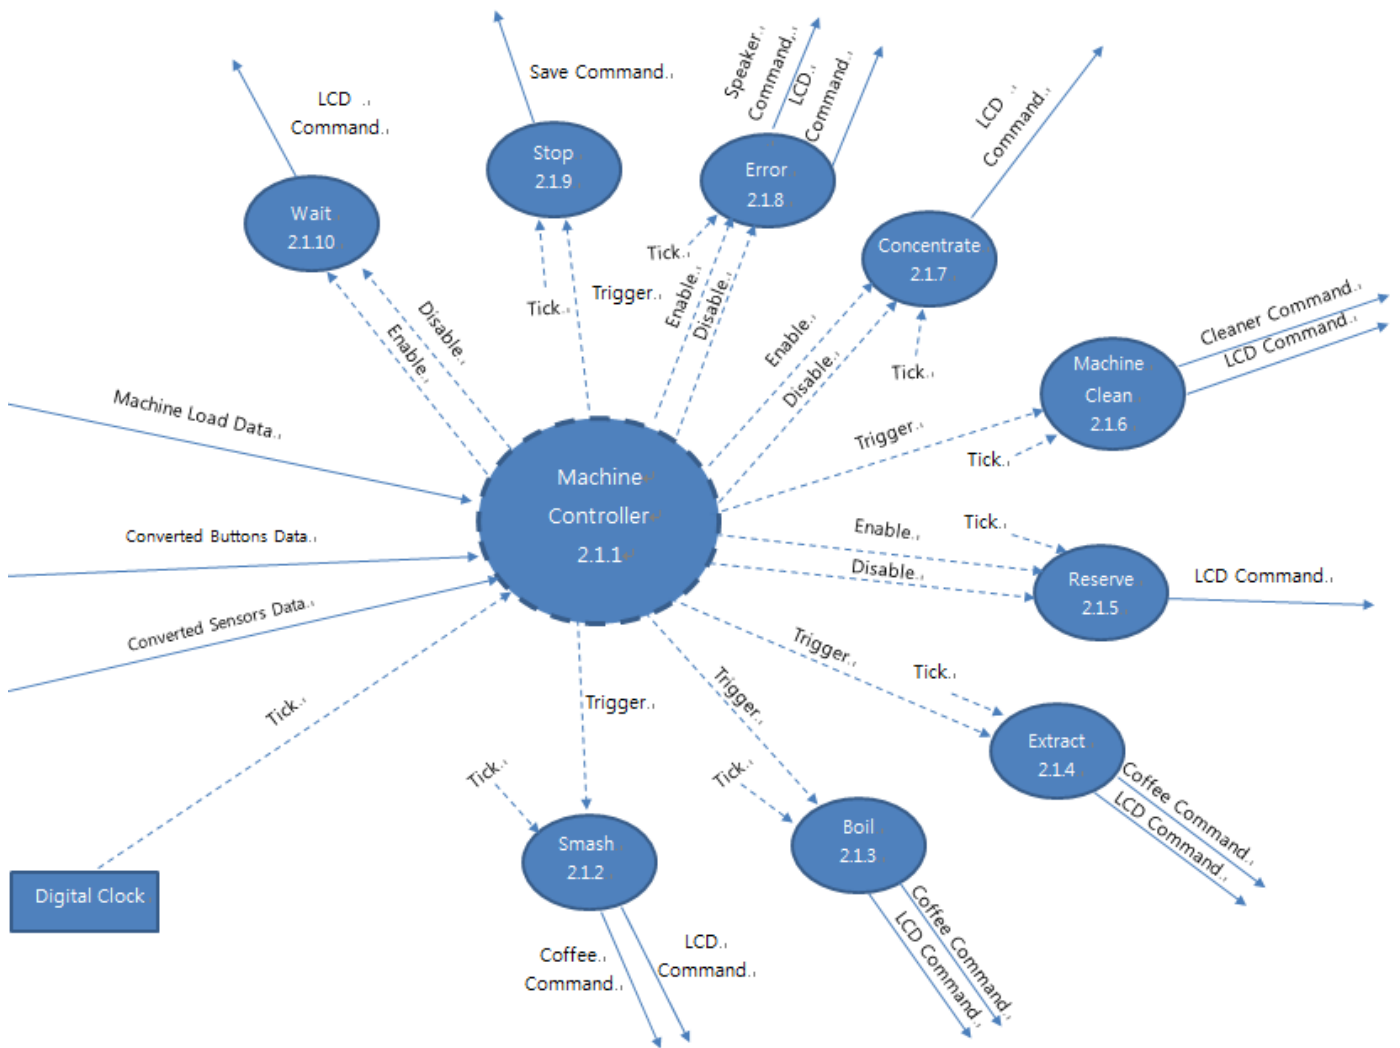 Save Command.
Speaker
Command,
LCD
Command.
LCD
Command.
LCD
Command.
Stop
2.1.9
Error
2.1.8
Wait
2.1.10
Concentrate
2.1.7
Tick.
Trigger.
Enable.
Disable.
Tick.
Enable.
Disable.
Tick.
Disable.
Enable.
Cleaner Command.
LCD Command.
Machine
Clean
2.1.6
Machine Load Data.
Trigger.
Tick.
Machine
Controller
2.1.1
Converted Buttons Data.
Enable.
Disable.
Tick.
Reserve
2.1.5
LCD Command.
Converted Sensors Data.
Tick.
Trigger.
Trigger.
Trigger.
Tick.
Extract
2.1.4
Coffee Command.
LCD Command.
Tick.
Tick.
Smash
2.1.2
Boil
2.1.3
Digital Clock
Coffee
Command.
LCD
Command.
Coffee Command.
LCD Command.